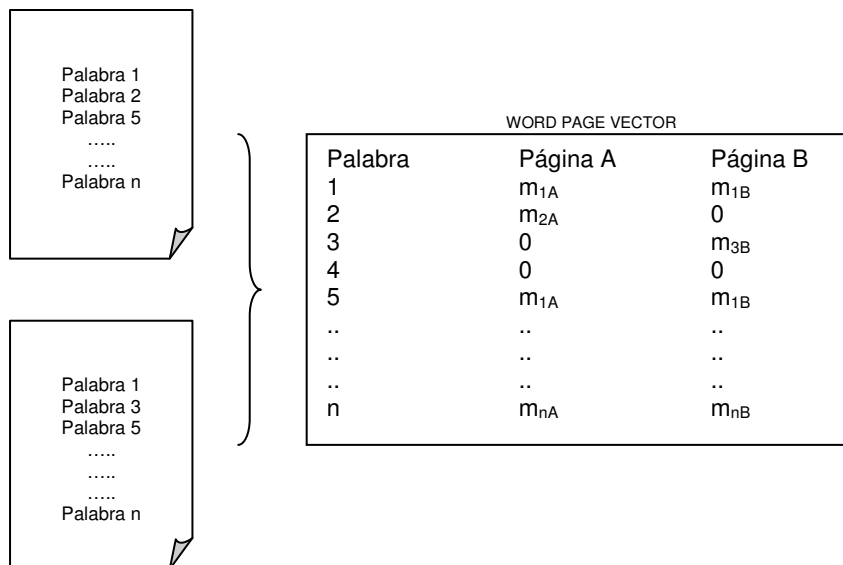 Palabra 1
Palabra 2
Palabra 5
…..
…..
Palabra n
Palabra 1
Palabra 3
Palabra 5
…..
…..
…..
Palabra n
WORD PAGE VECTOR
Palabra Página A Página B
1 m1A m1B
2 m2A 0
3 0 m3B
4 0 0
5 m1A m1B
.. .. ..
.. .. ..
.. .. ..
n mnA mnB